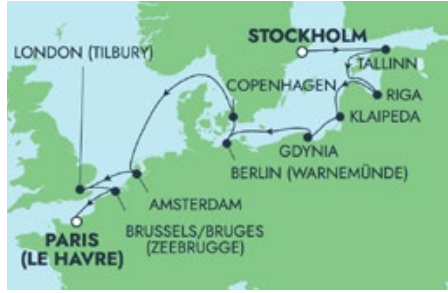 LONDON (TILBURY)
STOCKHOLM
TALLINN
COPENHAGEN
RIGA
KLAIPEDA
GDYNIA
BERLIN (WARNEMÜNDE)
AMSTERDAM
BRUSSELS/BRUGES
(ZEEBRUGGE)
PARIS
(LE HAVRE)